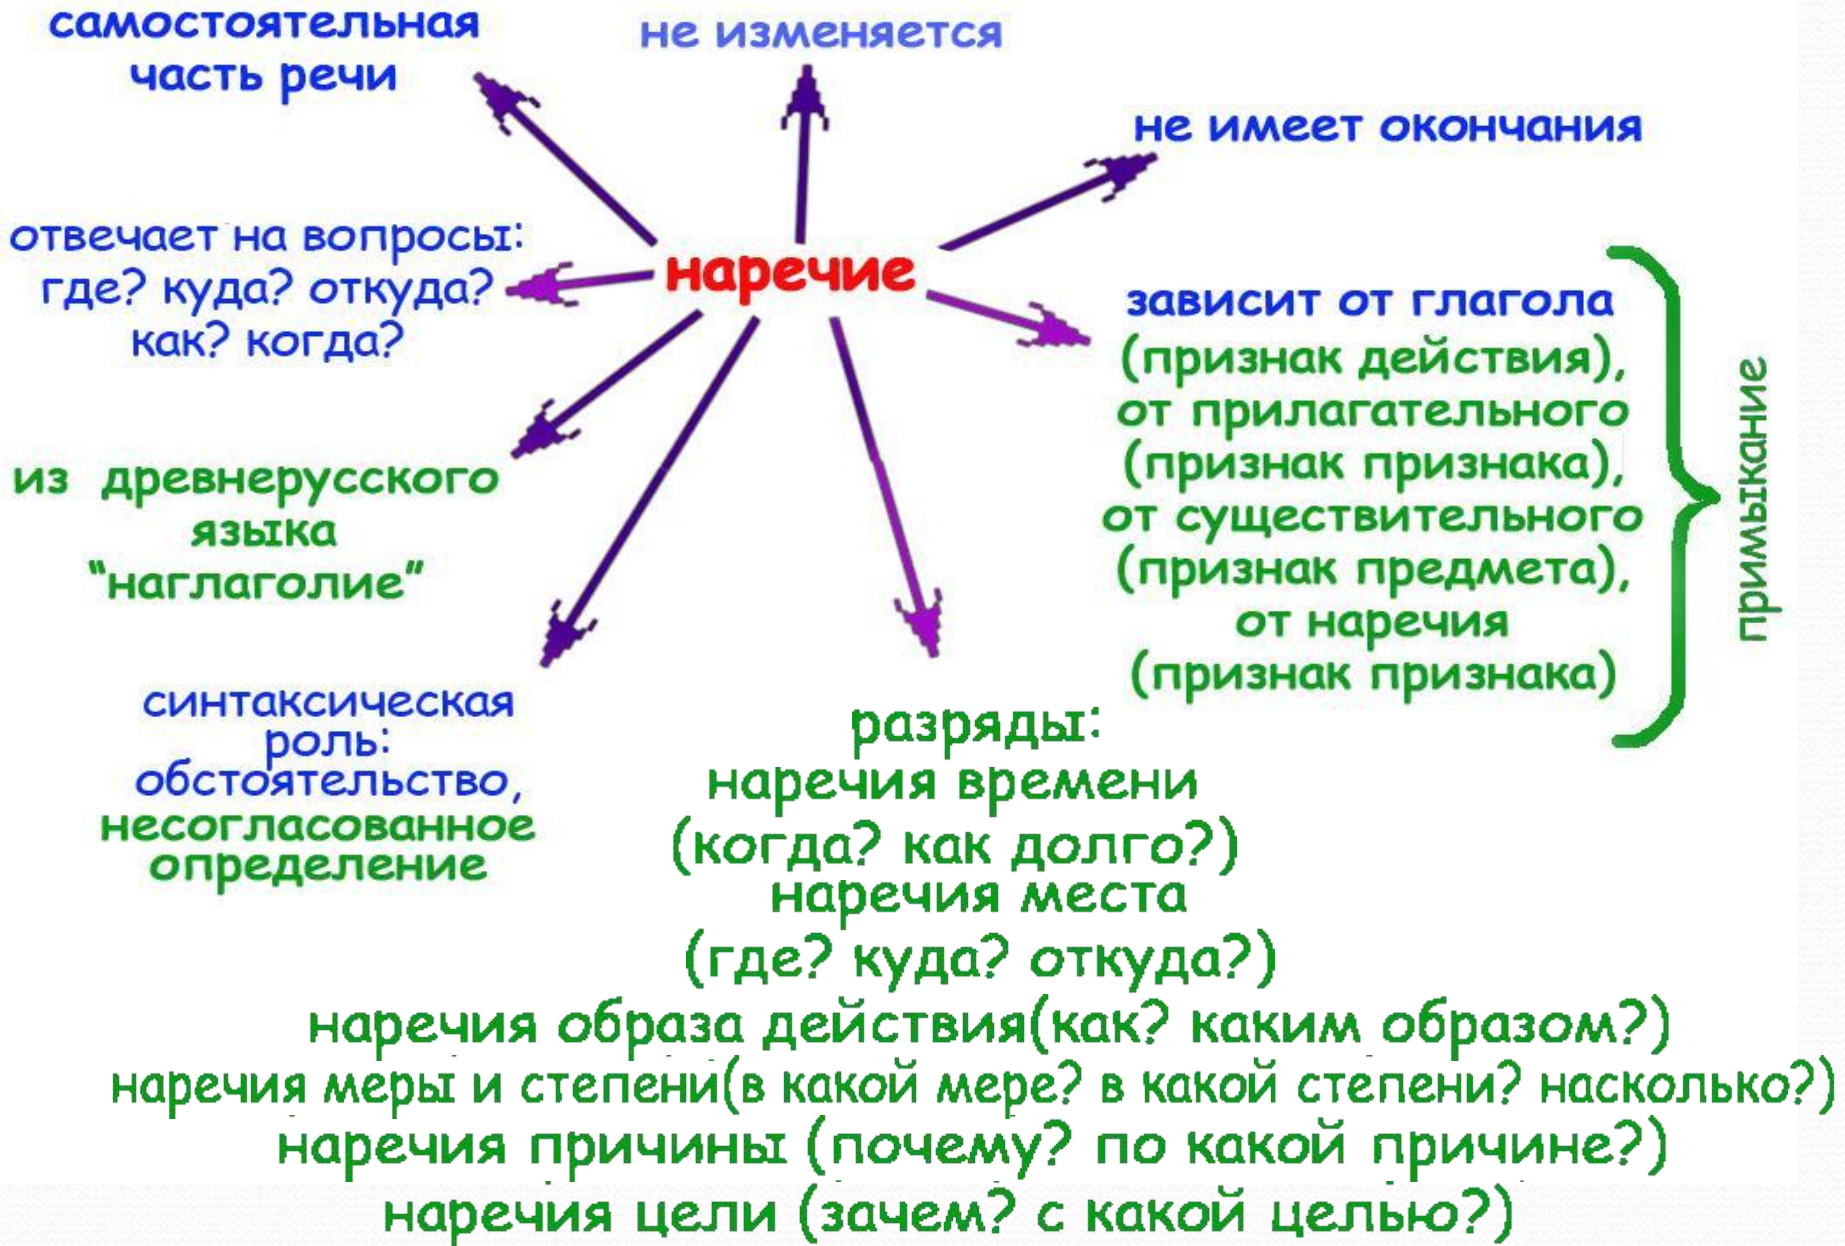 самостоятельная
часть речи
не изменяется
не имеет окончания
отвечает на вопросы:
где? куда? откуда?
как? когда?
наречие
зависит от глагола
(признак действия),
от прилагательного
(признак признака),
от существительного
(признак предмета),
от наречия
(признак признака)
примыкание
из древнерусского
языка
“наглаголие”
синтаксическая
роль:
обстоятельство,
несогласованное
определение
разряды:
наречия времени
(когда? как долго?)
наречия места
(где? куда? откуда?)
наречия образа действия(как? каким образом?)
наречия меры и степени(в какой мере? в какой степени? насколько?)
наречия причины (почему? по какой причине?)
наречия цели (зачем? с какой целью?)